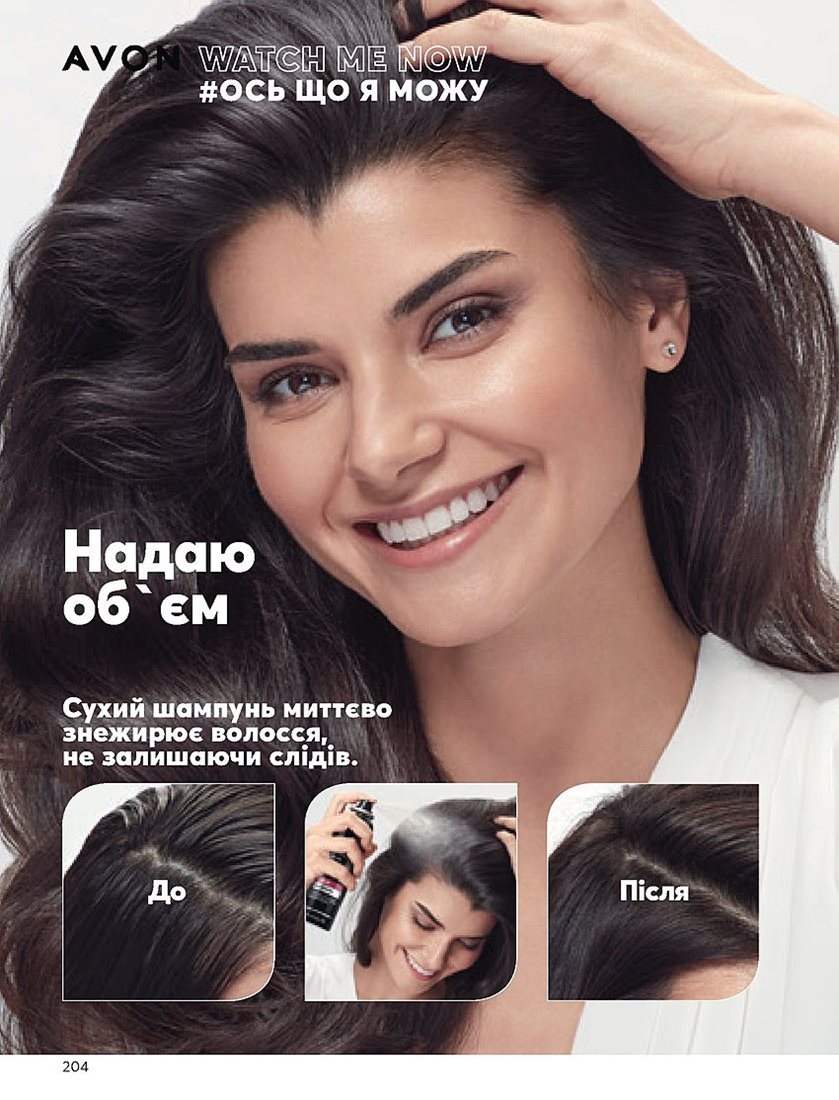 AVON WATCH ME NOW
#ОСЬ ЩО Я МОЖУ
Надаю
об`єм
Сухий шампунь миттєво
знежирює волосся,
не залишаючи слідів.
До
Після
204